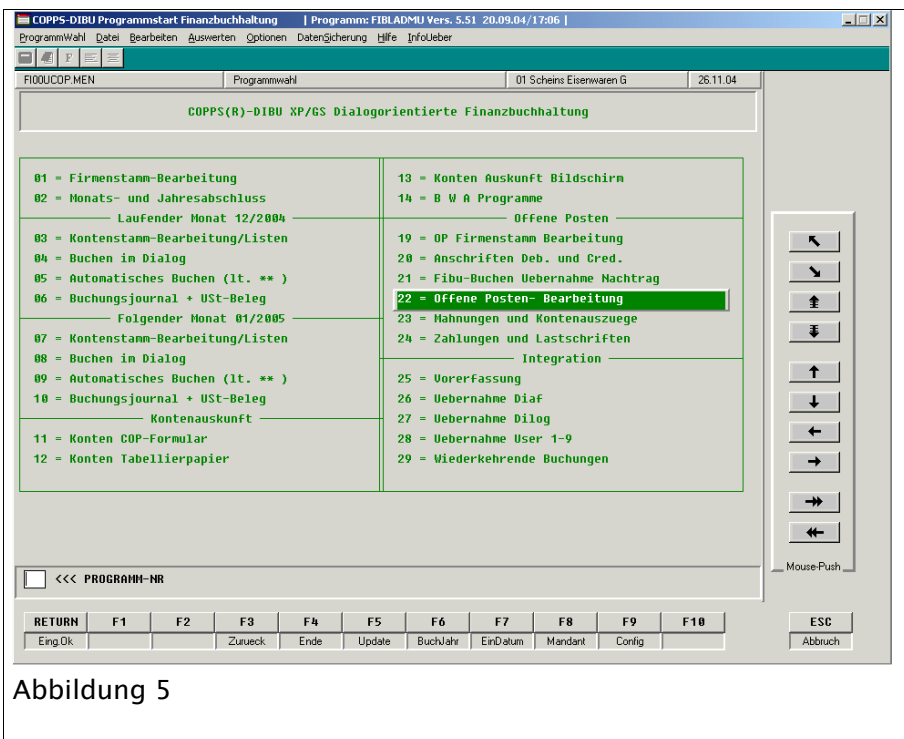 COPPS-DIBU Programmstart Finanzbuchhaltung | Programm: FIBLADMU Vers. 5.51 20.09.04/17:06 |
ProgrammWahl Datei Bearbeiten Auswerten Optionen DatenSicherung Hilfe InfoUeber
FI00UCOP.MEN Programmwahl 01 Scheins Eisenwaren G 26.11.04
COPPS(R)-DIBU XP/GS Dialogorientierte Finanzbuchhaltung
01 = Firmenstamm-Bearbeitung
02 = Monats- und Jahresabschluss
Laufender Monat 12/2004
03 = Kontenstamm-Bearbeitung/Listen
04 = Buchen in Dialog
05 = Automatisches Buchen (lt. ** )
06 = Buchungsjournal + USt-Beleg
Folgender Monat 01/2005
07 = Kontenstamm-Bearbeitung/Listen
08 = Buchen in Dialog
09 = Automatisches Buchen (lt. ** )
10 = Buchungsjournal + USt-Beleg
Kontenauskunft
11 = Konten COP-Formular
12 = Konten Tabellierpapier
13 = Konten Auskunft Bildschirm
14 = B W A Programme
Offene Posten
19 = OP Firmenstamm Bearbeitung
20 = Anschriften Deb. und Cred.
21 = Fibu-Buchen Uebernahme Nachtrag
22 = Offene Posten- Bearbeitung
23 = Mahnungen und Kontenauszuege
24 = Zahlungen und Lastschriften
Integration
25 = Vorerfassung
26 = Uebernahme Diaf
27 = Uebernahme Dilog
28 = Uebernahme User 1-9
29 = Wiederkehrende Buchungen
Mouse-Push
<<< PROGRAMM-NR
RETURN F1 F2 F3 F4 F5 F6 F7 F8 F9 F10 ESC
Eing.Ok Zurueck Ende Update BuchJahr EinDatum Mandant Config Abbruch
Abbildung 5